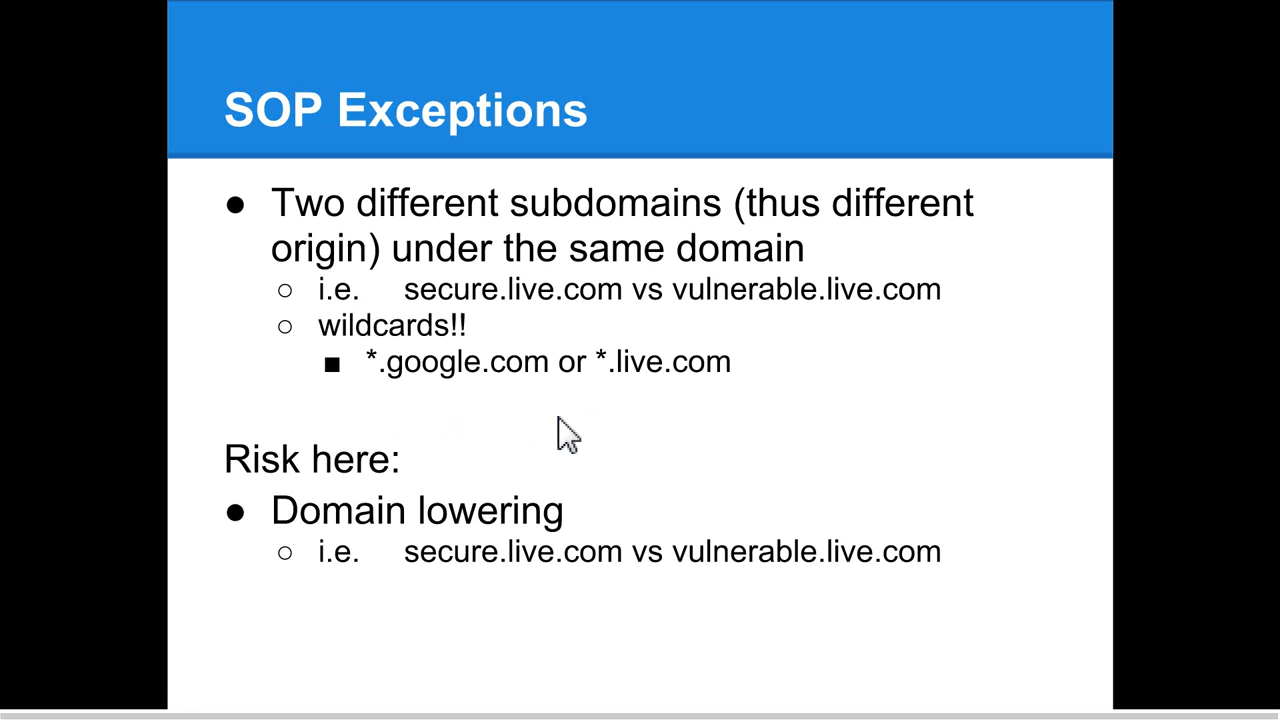 SOP Exceptions
● Two different subdomains (thus different
origin) under the same domain
○ i.e. secure.live.com vs vulnerable.live.com
○ wildcards!!
■ *.google.com or *.live.com
Risk here:
● Domain lowering
○ i.e. secure.live.com vs vulnerable.live.com